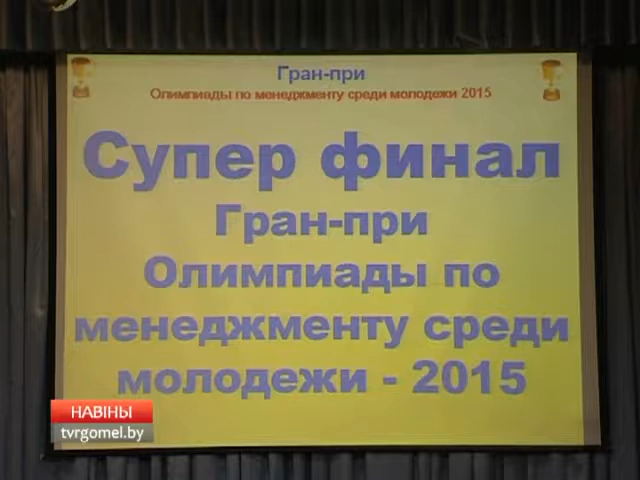 Гран-при
Олимпиады по менеджменту среди молодежи 2015
Супер финал
Гран-при
Олимпиады по
менеджменту среди
молодежи - 2015
НАВІНЫ
tvrgomel.by